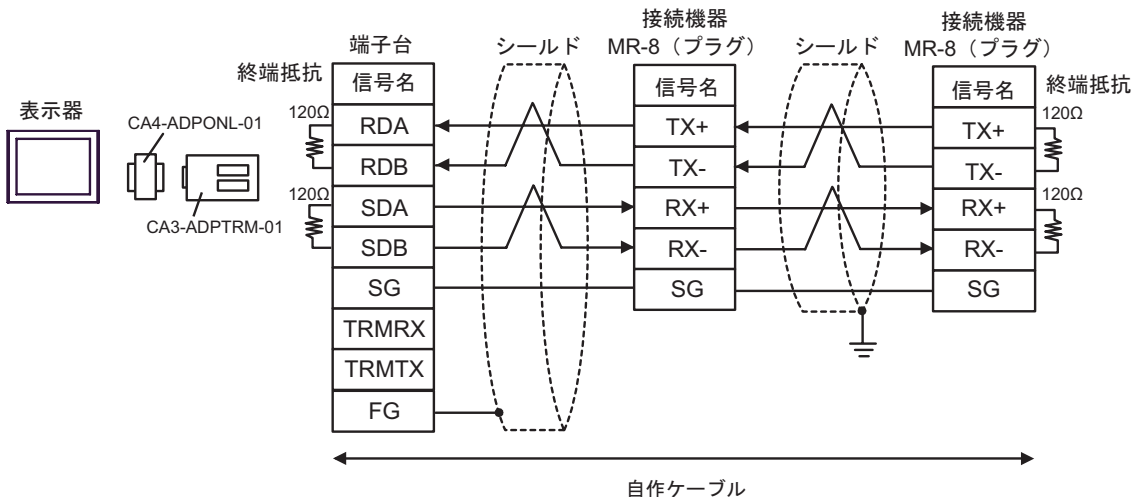 表示器
CA4-ADPONL-01
CA3-ADPTRM-01
終端抵抗
120Ω
120Ω
端子台
信号名
RDA
RDB
SDA
SDB
SG
TRMRX
TRMTX
FG
シールド
接続機器
MR-8(プラグ)
信号名
TX+
TX-
RX+
RX-
SG
シールド
接続機器
MR-8(プラグ)
信号名
TX+
TX-
RX+
RX-
SG
終端抵抗
120Ω
120Ω
自作ケーブル